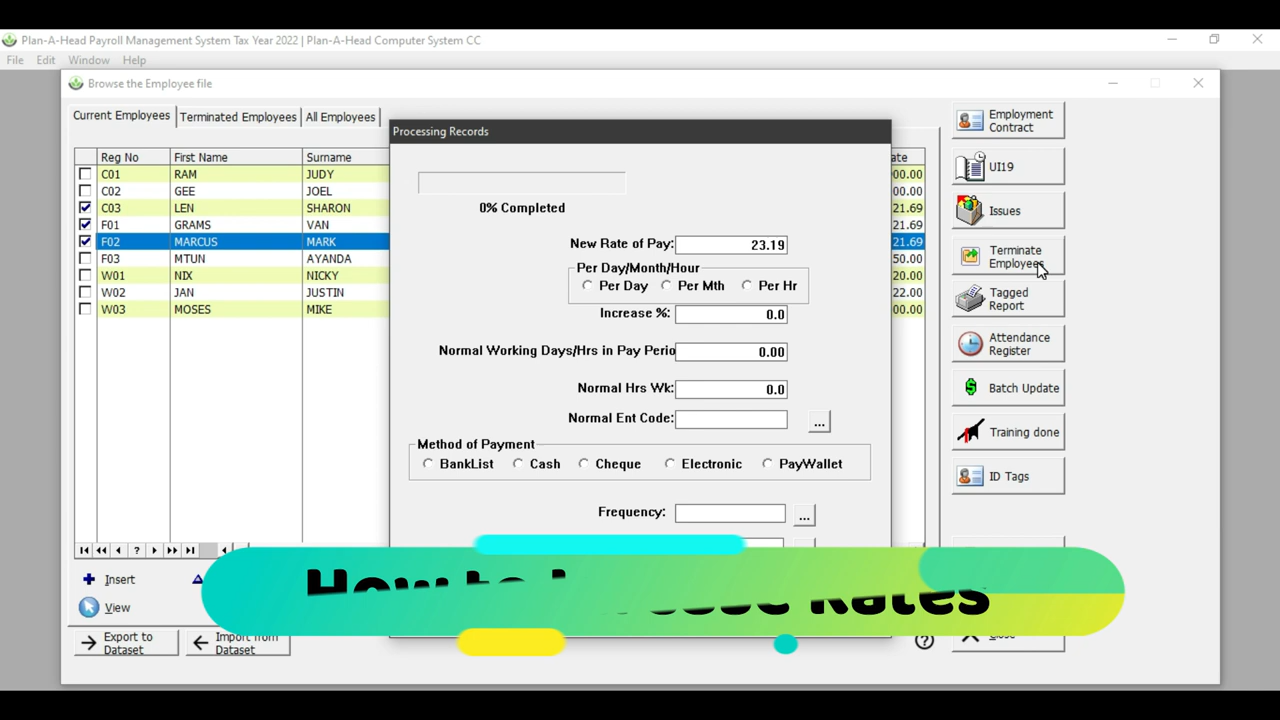 Plan-A-Head Payroll Management System Tax Year 2022 | Plan-A-Head Computer System CC
File Edit Window Help
Browse the Employee file
Current Employees Terminated Employees All Employees
Reg No First Name Surname
C01 RAM JUDY
C02 GEE JOEL
C03 LEN SHARON 21.69
F01 GRAMS VAN 21.69
F02 MARCUS MARK 21.69
F03 MTUN AYANDA 50.00
W01 NIX NICKY 20.00
W02 JAN JUSTIN 22.00
W03 MOSES MIKE 00.00
Processing Records
0% Completed
New Rate of Pay: 23.19
Per Day/Month/Hour
Per Day Per Mth Per Hr
Increase %: 0.0
Normal Working Days/Hrs in Pay Perio 0.00
Normal Hrs Wk: 0.0
Normal Ent Code: ...
Method of Payment
BankList Cash Cheque Electronic PayWallet
Frequency: ...
Employment
Contract
UI19
Issues
Terminate
Employees
Tagged
Report
Attendance
Register
Batch Update
Training done
ID Tags
?
Insert
View
Export to
Dataset
Import from
Dataset
How to
Rates
Close